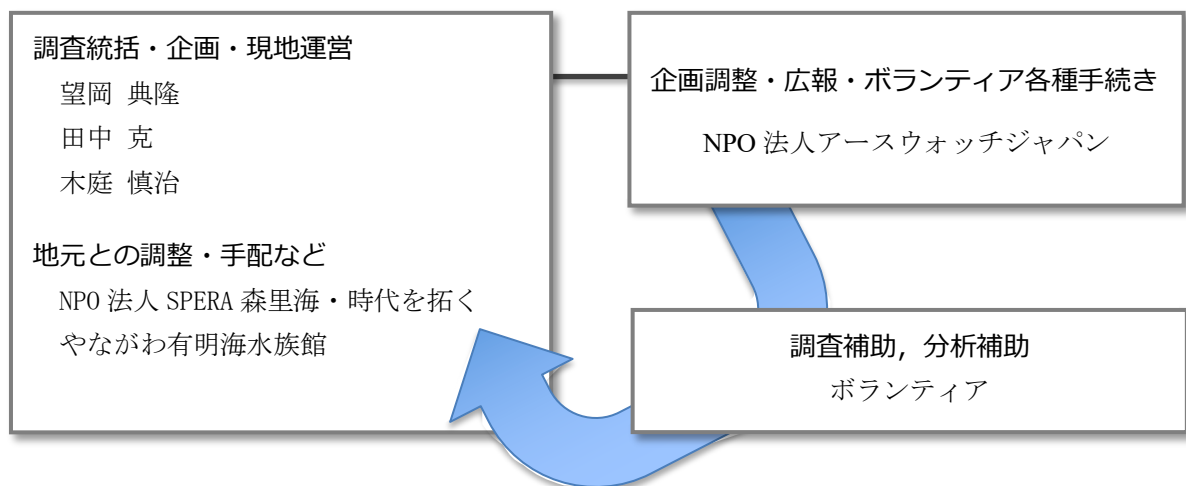 調査統括・企画・現地運営
望岡 典隆
田中 克
木庭 慎治
地元との調整・手配など
NPO 法人 SPERA 森里海・時代を拓く
やながわ有明海水族館
企画調整・広報・ボランティア各種手続き
NPO 法人アースウォッチジャパン
調査補助，分析補助
ボランティア